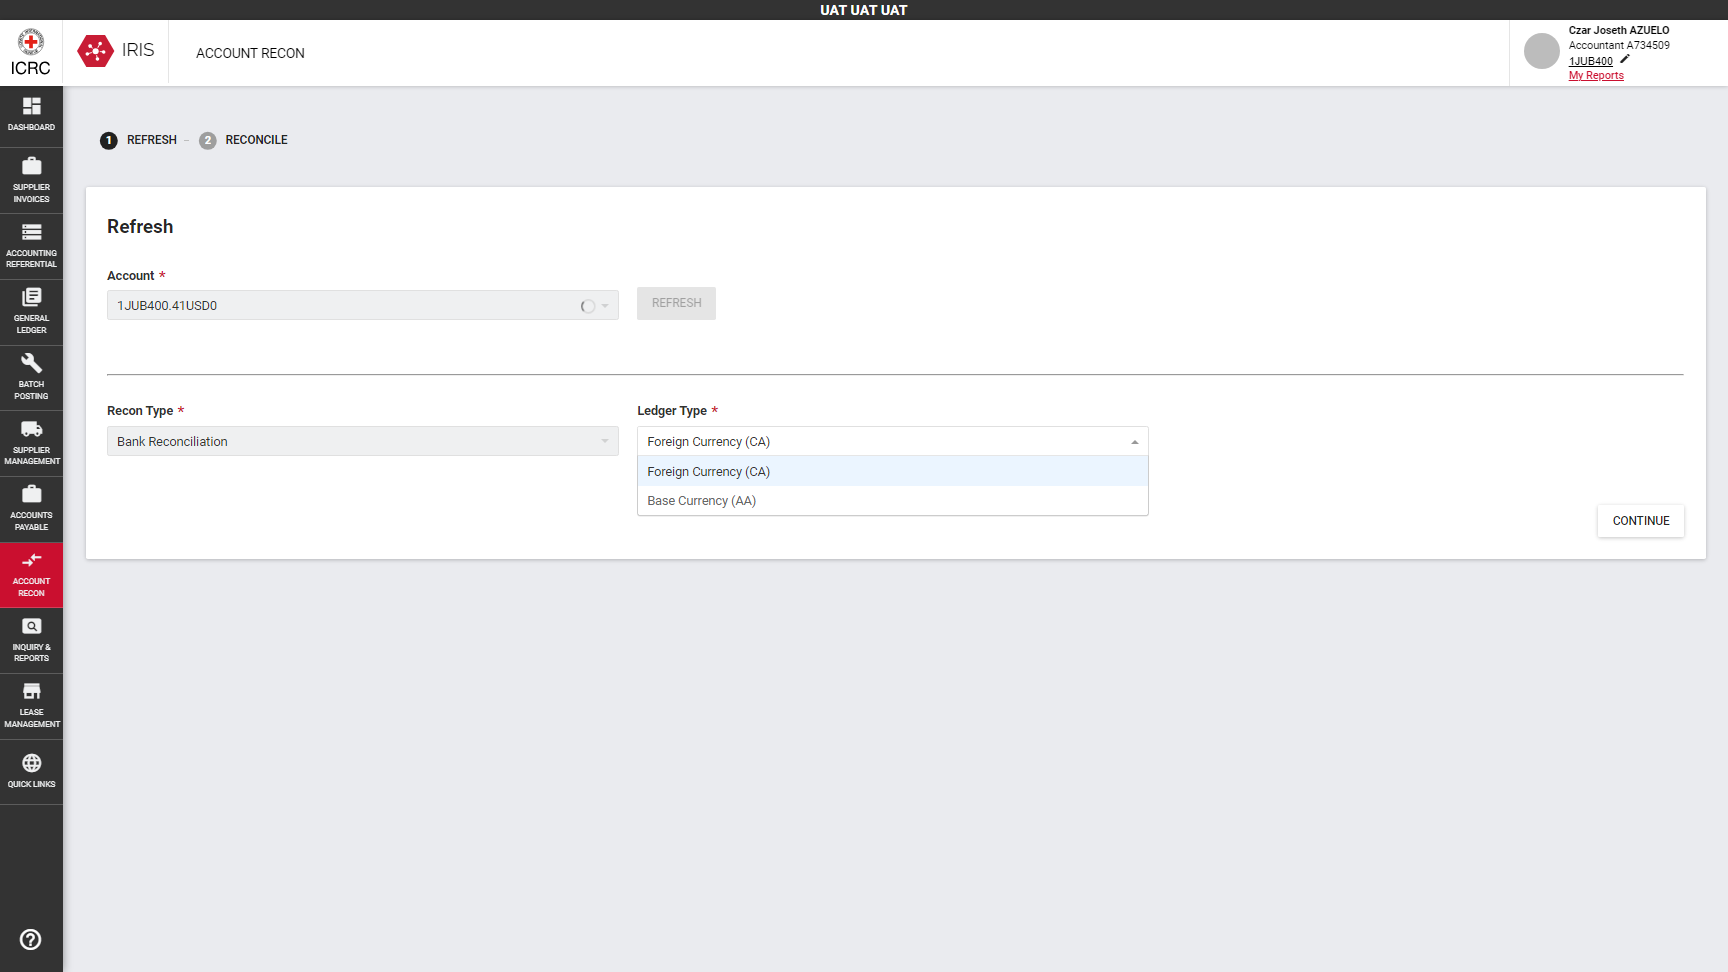 UAT UAT UAT
ICRC
IRIS
ACCOUNT RECON
Czar Joseth AZUELO
Accountant A734509
1JUB400
My Reports
DASHBOARD
SUPPLIER
INVOICES
ACCOUNTING
REFERENTIAL
GENERAL
LEDGER
BATCH
POSTING
SUPPLIER
MANAGEMENT
ACCOUNTS
PAYABLE
ACCOUNT
RECON
INQUIRY &
REPORTS
LEASE
MANAGEMENT
QUICK LINKS
1 REFRESH – 2 RECONCILE
Refresh
Account *
1JUB400.41USD0
REFRESH
Recon Type *
Bank Reconciliation
Ledger Type *
Foreign Currency (CA)
Foreign Currency (CA)
Base Currency (AA)
CONTINUE